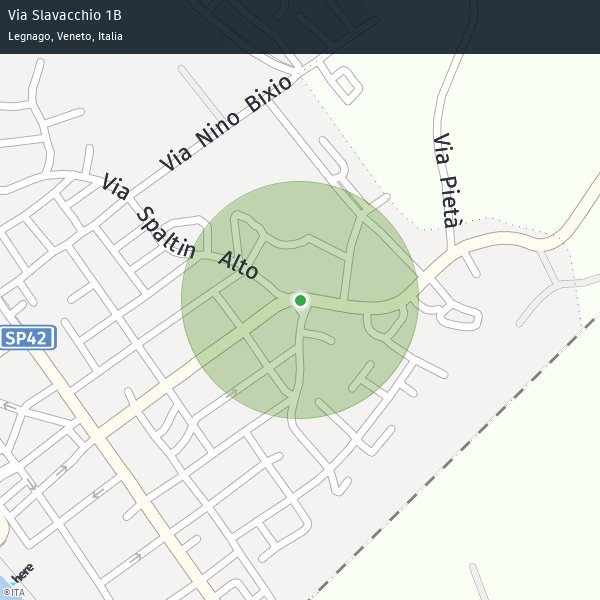 Via Slavacchio 1B
Legnago, Veneto, Italia
Via Nino Bixio
Via Pietà
Via Spaltin Alto
SP42
here
©ITA